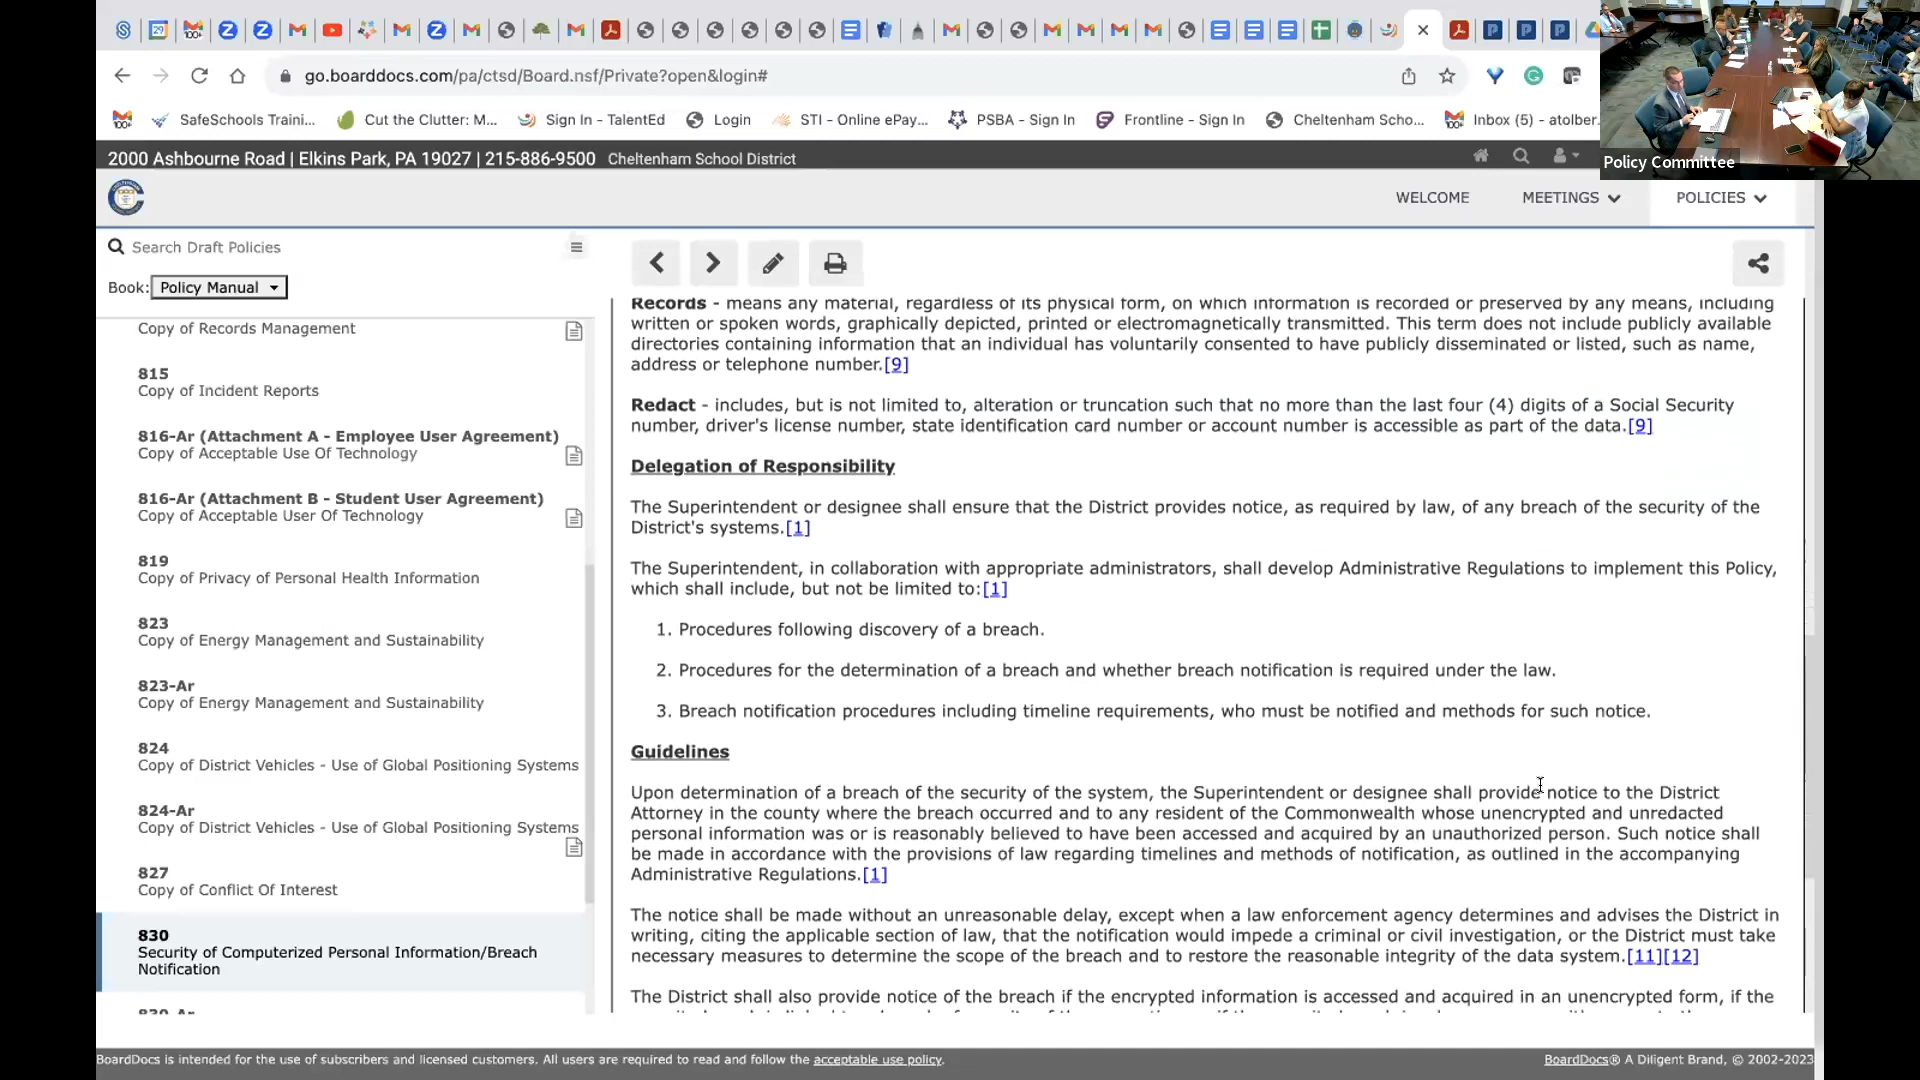 29
100+
go.boarddocs.com/pa/ctsd/Board.nsf/Private?open&login#
100+
SafeSchools Traini...
Cut the Clutter: M...
Sign In - TalentEd
Login
STI - Online ePay...
PSBA - Sign In
Frontline - Sign In
Cheltenham Scho...
100+
Inbox (5) - atolber.
Policy Committee
2000 Ashbourne Road | Elkins Park, PA 19027 | 215-886-9500 Cheltenham School District
WELCOME
MEETINGS
POLICIES
Search Draft Policies
Book: Policy Manual
Copy of Records Management
815
Copy of Incident Reports
816-Ar (Attachment A - Employee User Agreement)
Copy of Acceptable Use Of Technology
816-Ar (Attachment B - Student User Agreement)
Copy of Acceptable User Of Technology
819
Copy of Privacy of Personal Health Information
823
Copy of Energy Management and Sustainability
823-Ar
Copy of Energy Management and Sustainability
824
Copy of District Vehicles - Use of Global Positioning Systems
824-Ar
Copy of District Vehicles - Use of Global Positioning Systems
827
Copy of Conflict Of Interest
830
Security of Computerized Personal Information/Breach
Notification
830-Ar
Records - means any material, regardless of its physical form, on which information is recorded or preserved by any means, including
written or spoken words, graphically depicted, printed or electromagnetically transmitted. This term does not include publicly available
directories containing information that an individual has voluntarily consented to have publicly disseminated or listed, such as name,
address or telephone number.[9]
Redact - includes, but is not limited to, alteration or truncation such that no more than the last four (4) digits of a Social Security
number, driver's license number, state identification card number or account number is accessible as part of the data.[9]
Delegation of Responsibility
The Superintendent or designee shall ensure that the District provides notice, as required by law, of any breach of the security of the
District's systems.[1]
The Superintendent, in collaboration with appropriate administrators, shall develop Administrative Regulations to implement this Policy,
which shall include, but not be limited to:[1]
1. Procedures following discovery of a breach.
2. Procedures for the determination of a breach and whether breach notification is required under the law.
3. Breach notification procedures including timeline requirements, who must be notified and methods for such notice.
Guidelines
Upon determination of a breach of the security of the system, the Superintendent or designee shall provide notice to the District
Attorney in the county where the breach occurred and to any resident of the Commonwealth whose unencrypted and unredacted
personal information was or is reasonably believed to have been accessed and acquired by an unauthorized person. Such notice shall
be made in accordance with the provisions of law regarding timelines and methods of notification, as outlined in the accompanying
Administrative Regulations.[1]
The notice shall be made without an unreasonable delay, except when a law enforcement agency determines and advises the District in
writing, citing the applicable section of law, that the notification would impede a criminal or civil investigation, or the District must take
necessary measures to determine the scope of the breach and to restore the reasonable integrity of the data system.[11][12]
The District shall also provide notice of the breach if the encrypted information is accessed and acquired in an unencrypted form, if the
BoardDocs is intended for the use of subscribers and licensed customers. All users are required to read and follow the acceptable use policy.
BoardDocs® A Diligent Brand, © 2002-2023